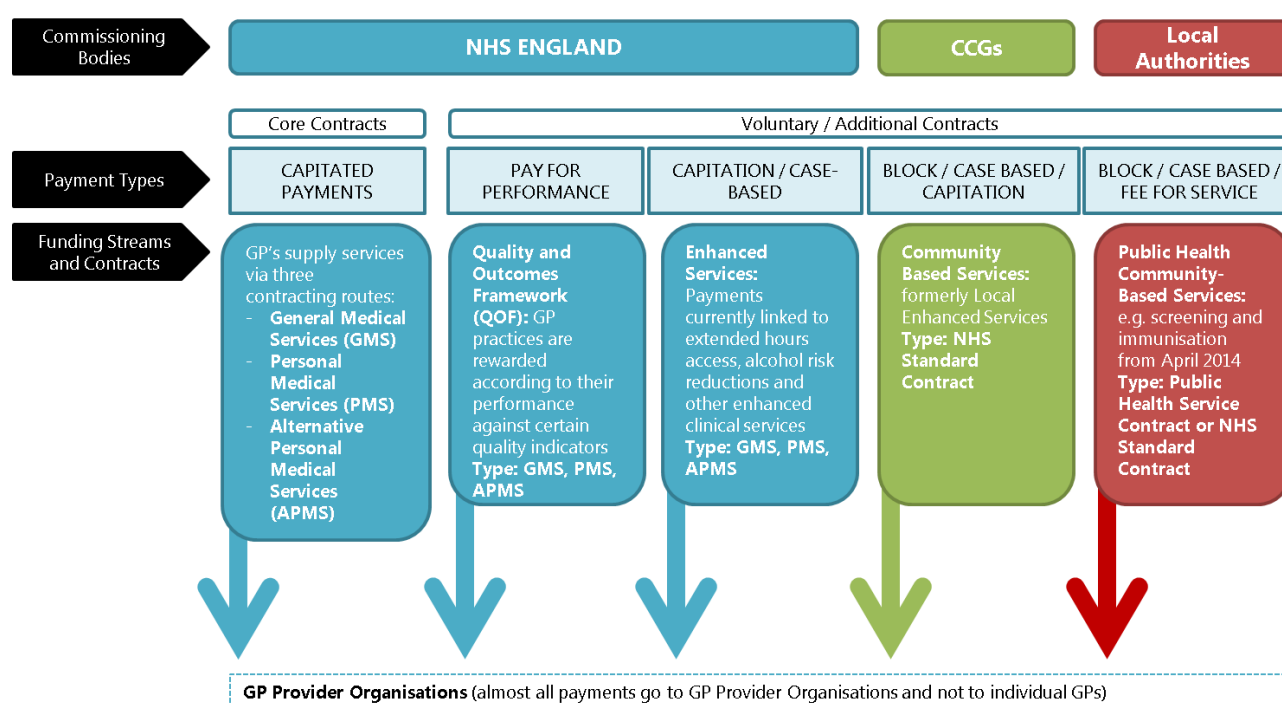 Commissioning
Bodies
NHS ENGLAND
CCGs
Local
Authorities
Core Contracts
Voluntary / Additional Contracts
Payment Types
CAPITATED
PAYMENTS
PAY FOR
PERFORMANCE
CAPITATION / CASE-
BASED
BLOCK / CASE BASED /
CAPITATION
BLOCK / CASE BASED /
FEE FOR SERVICE
Funding Streams
and Contracts
GP's supply services
via three
contracting routes:
- General Medical
Services (GMS)
- Personal
Medical
Services (PMS)
- Alternative
Personal
Medical
Services
(APMS)
Quality and
Outcomes
Framework
(QOF): GP
practices are
rewarded
according to their
performance
against certain
quality indicators
Type: GMS, PMS,
APMS
Enhanced
Services:
Payments
currently linked to
extended hours
access, alcohol risk
reductions and
other enhanced
clinical services
Type: GMS, PMS,
APMS
Community
Based Services:
formerly Local
Enhanced Services
Type: NHS
Standard
Contract
Public Health
Community-
Based Services:
e.g. screening and
immunisation
from April 2014
Type: Public
Health Service
Contract or NHS
Standard
Contract
GP Provider Organisations (almost all payments go to GP Provider Organisations and not to individual GPs)